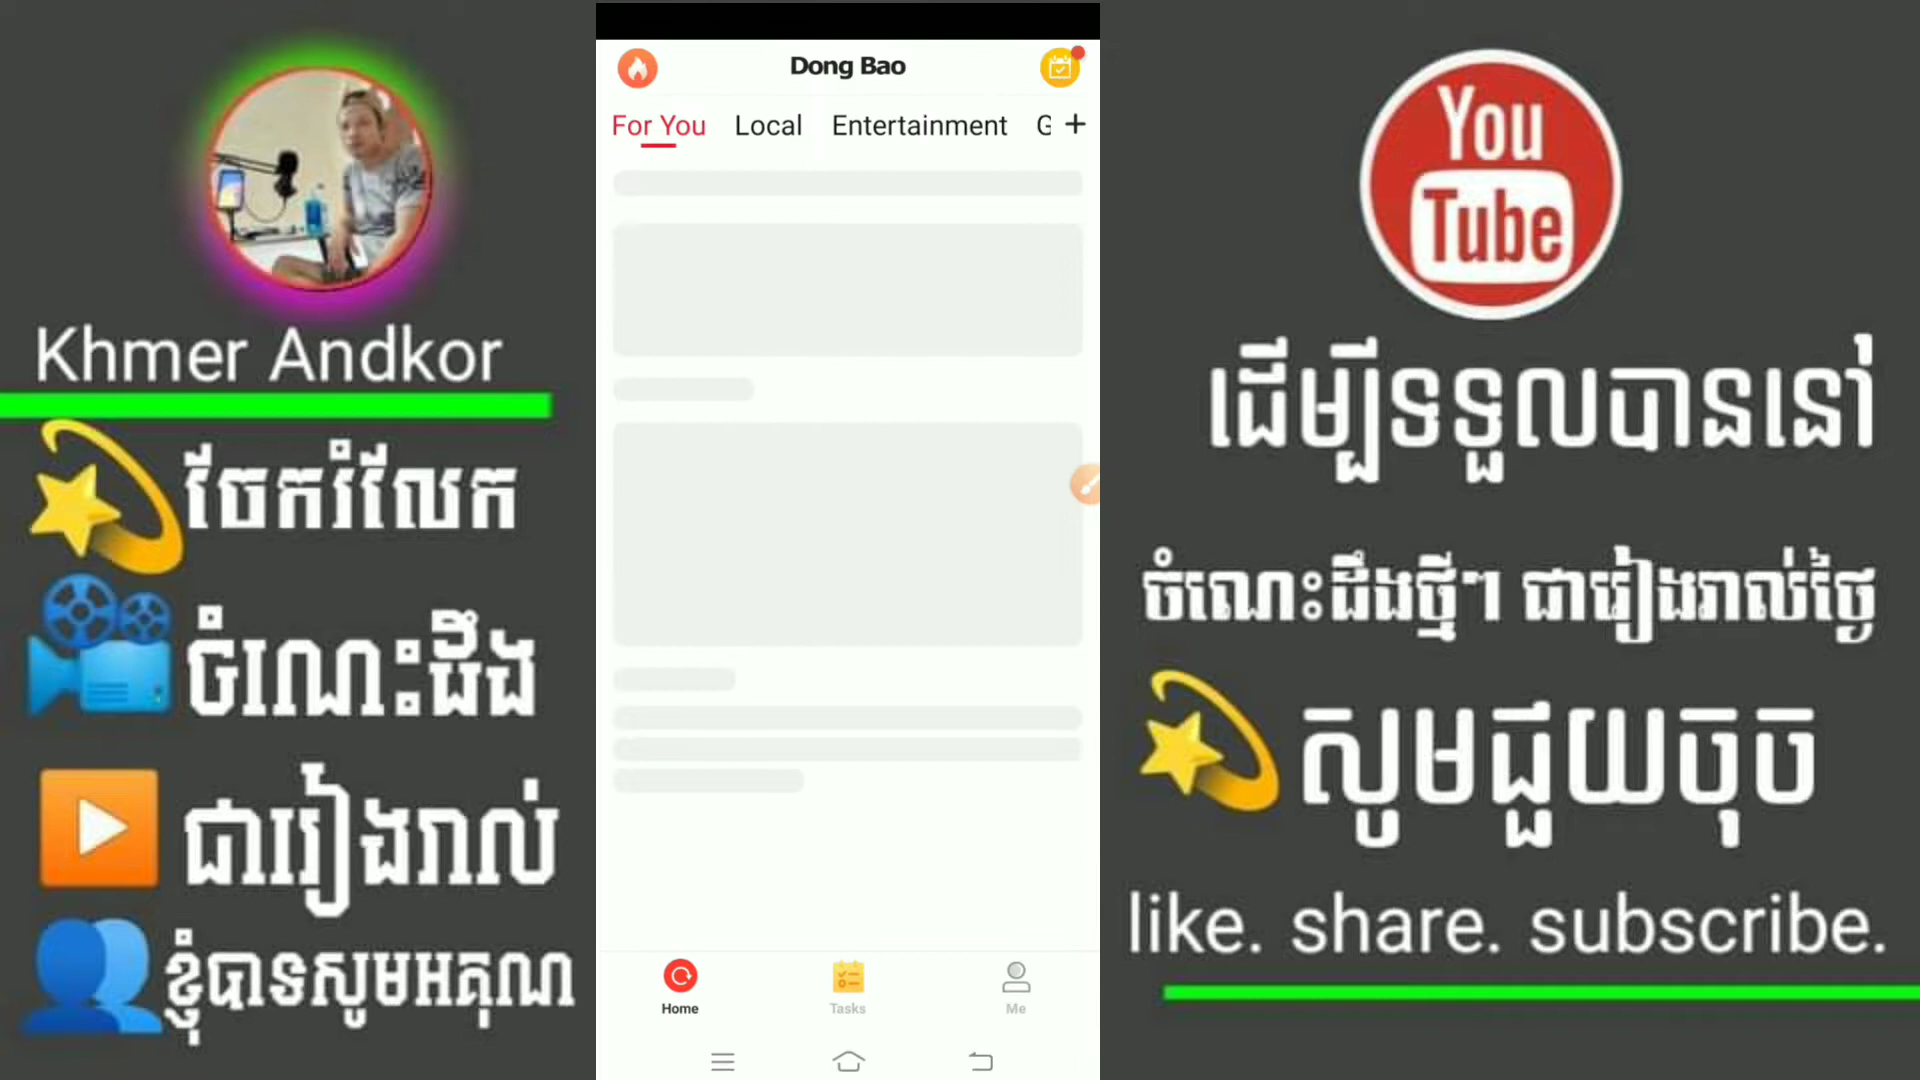 Khmer Andkor
ចែករំលែក
ចំណេះដឹង
ជារៀងរាល់
ខ្ញុំបាទសូមអគុណ
Dong Bao
For You Local Entertainment G +
Home Tasks Me
You
Tube
ដើម្បីទទួលបាននៅ
ចំណេះដឹងថ្មីៗ ជារៀងរាល់ថ្ងៃ
សូមជួយចុច
like. share. subscribe.